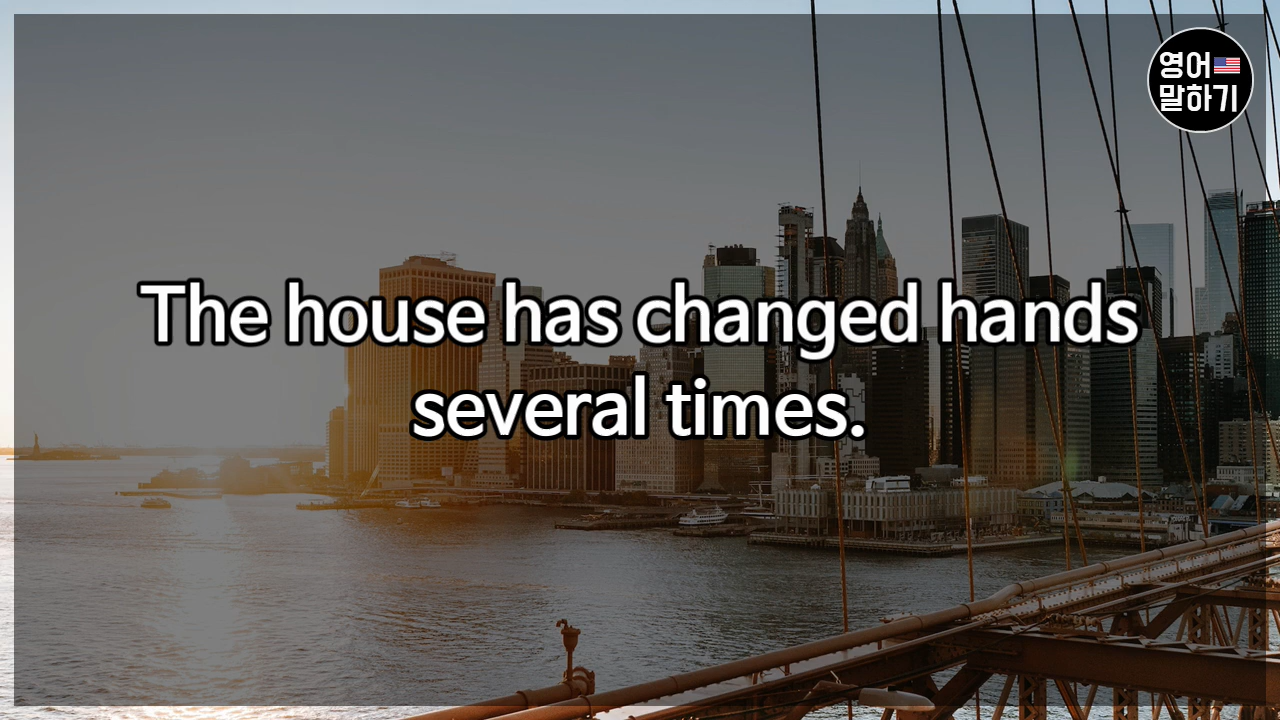 영어
말하기
The house has changed hands
several times.